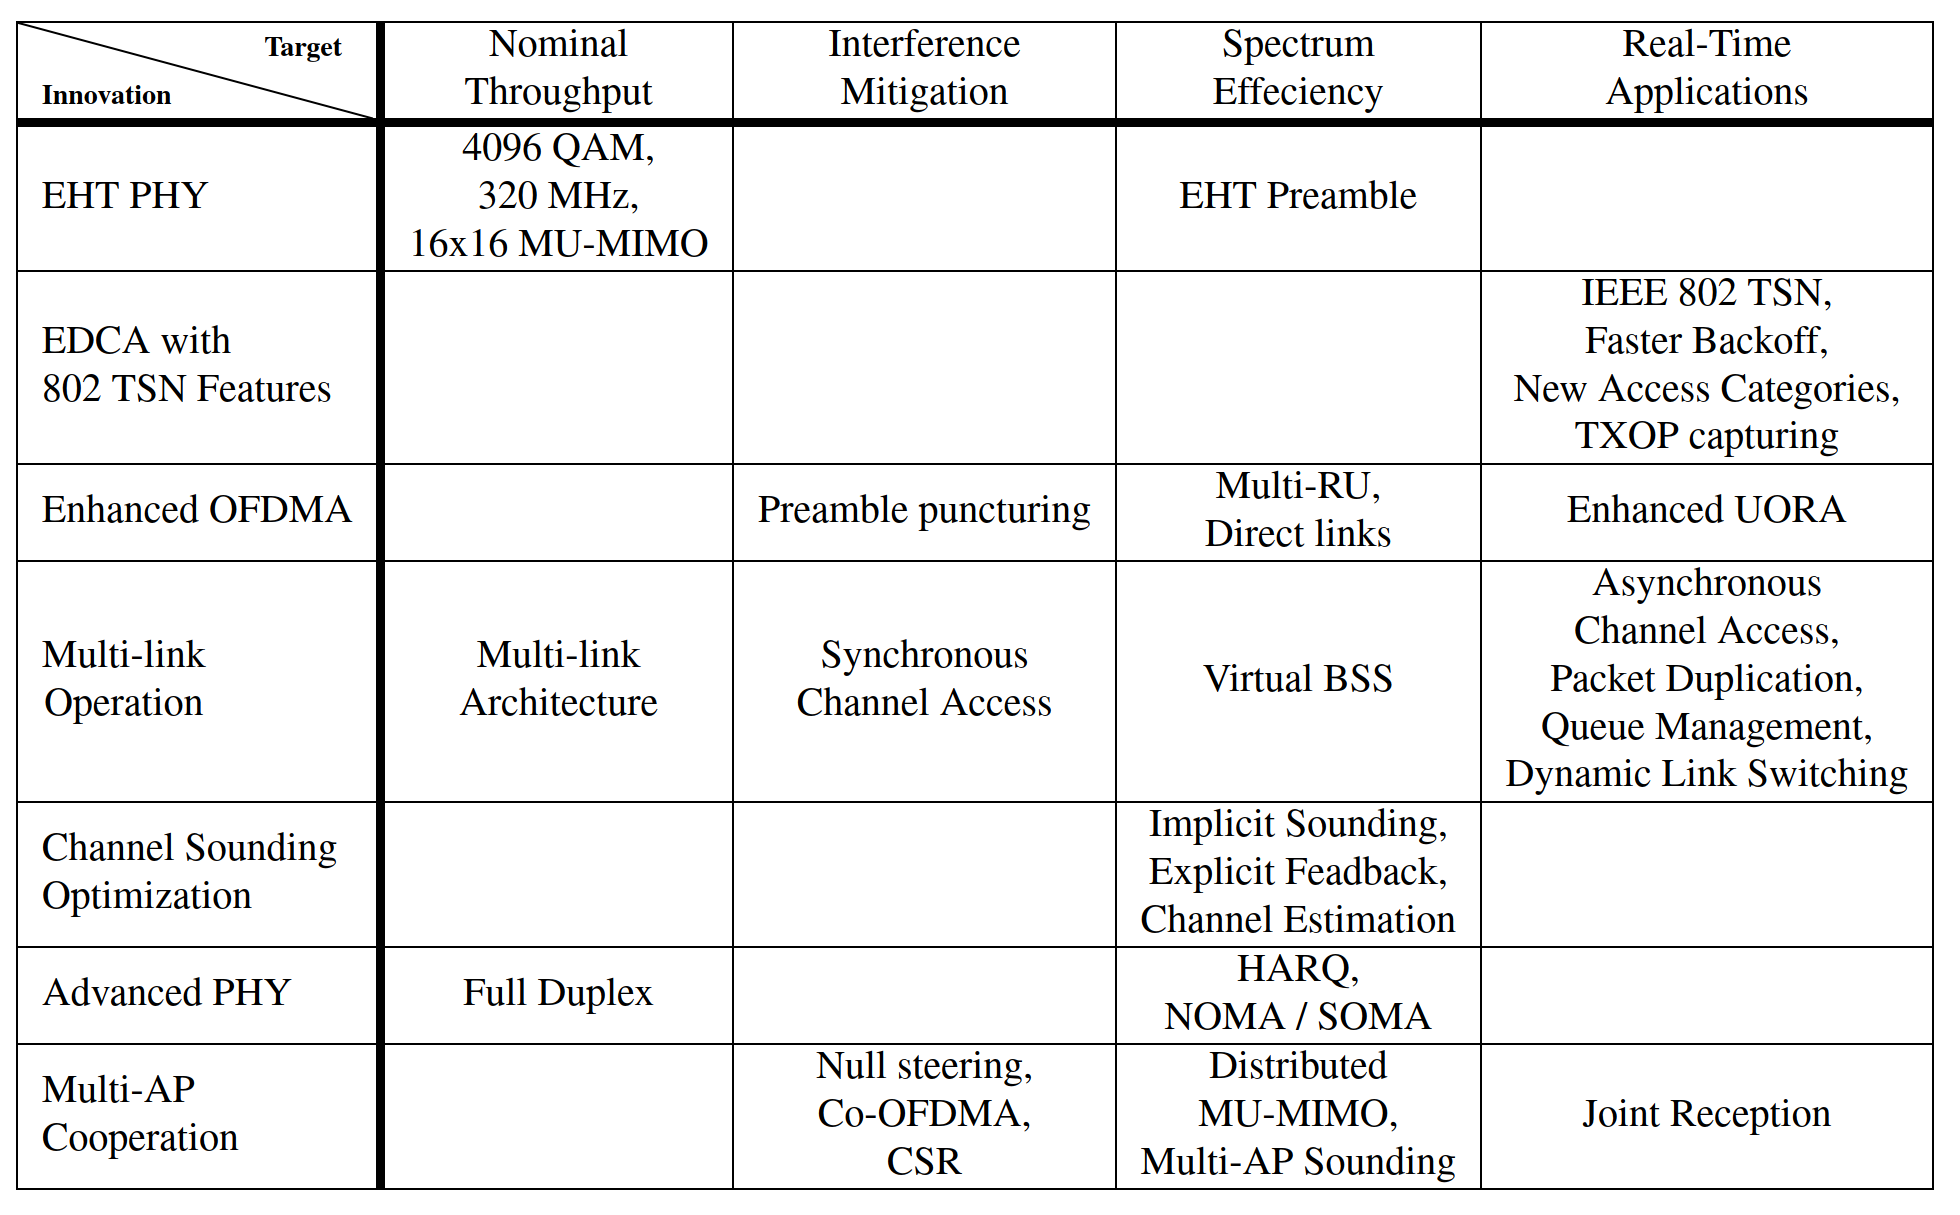 Target
Innovation
Nominal
Throughput
Interference
Mitigation
Spectrum
Effeciency
Real-Time
Applications
EHT PHY
4096 QAM,
320 MHz,
16x16 MU-MIMO
EHT Preamble
EDCA with
802 TSN Features
IEEE 802 TSN,
Faster Backoff,
New Access Categories,
TXOP capturing
Enhanced OFDMA
Preamble puncturing
Multi-RU,
Direct links
Enhanced UORA
Multi-link
Operation
Multi-link
Architecture
Synchronous
Channel Access
Virtual BSS
Asynchronous
Channel Access,
Packet Duplication,
Queue Management,
Dynamic Link Switching
Channel Sounding
Optimization
Implicit Sounding,
Explicit Feadback,
Channel Estimation
Advanced PHY
Full Duplex
HARQ,
NOMA / SOMA
Multi-AP
Cooperation
Null steering,
Co-OFDMA,
CSR
Distributed
MU-MIMO,
Multi-AP Sounding
Joint Reception